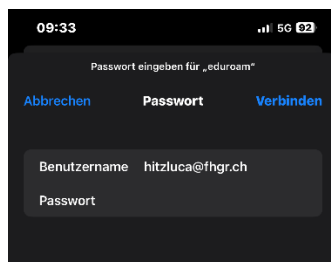 09:33 5G 92
Passwort eingeben für „eduroam“
Abbrechen Passwort Verbinden
Benutzername hitzluca@fhgr.ch
Passwort